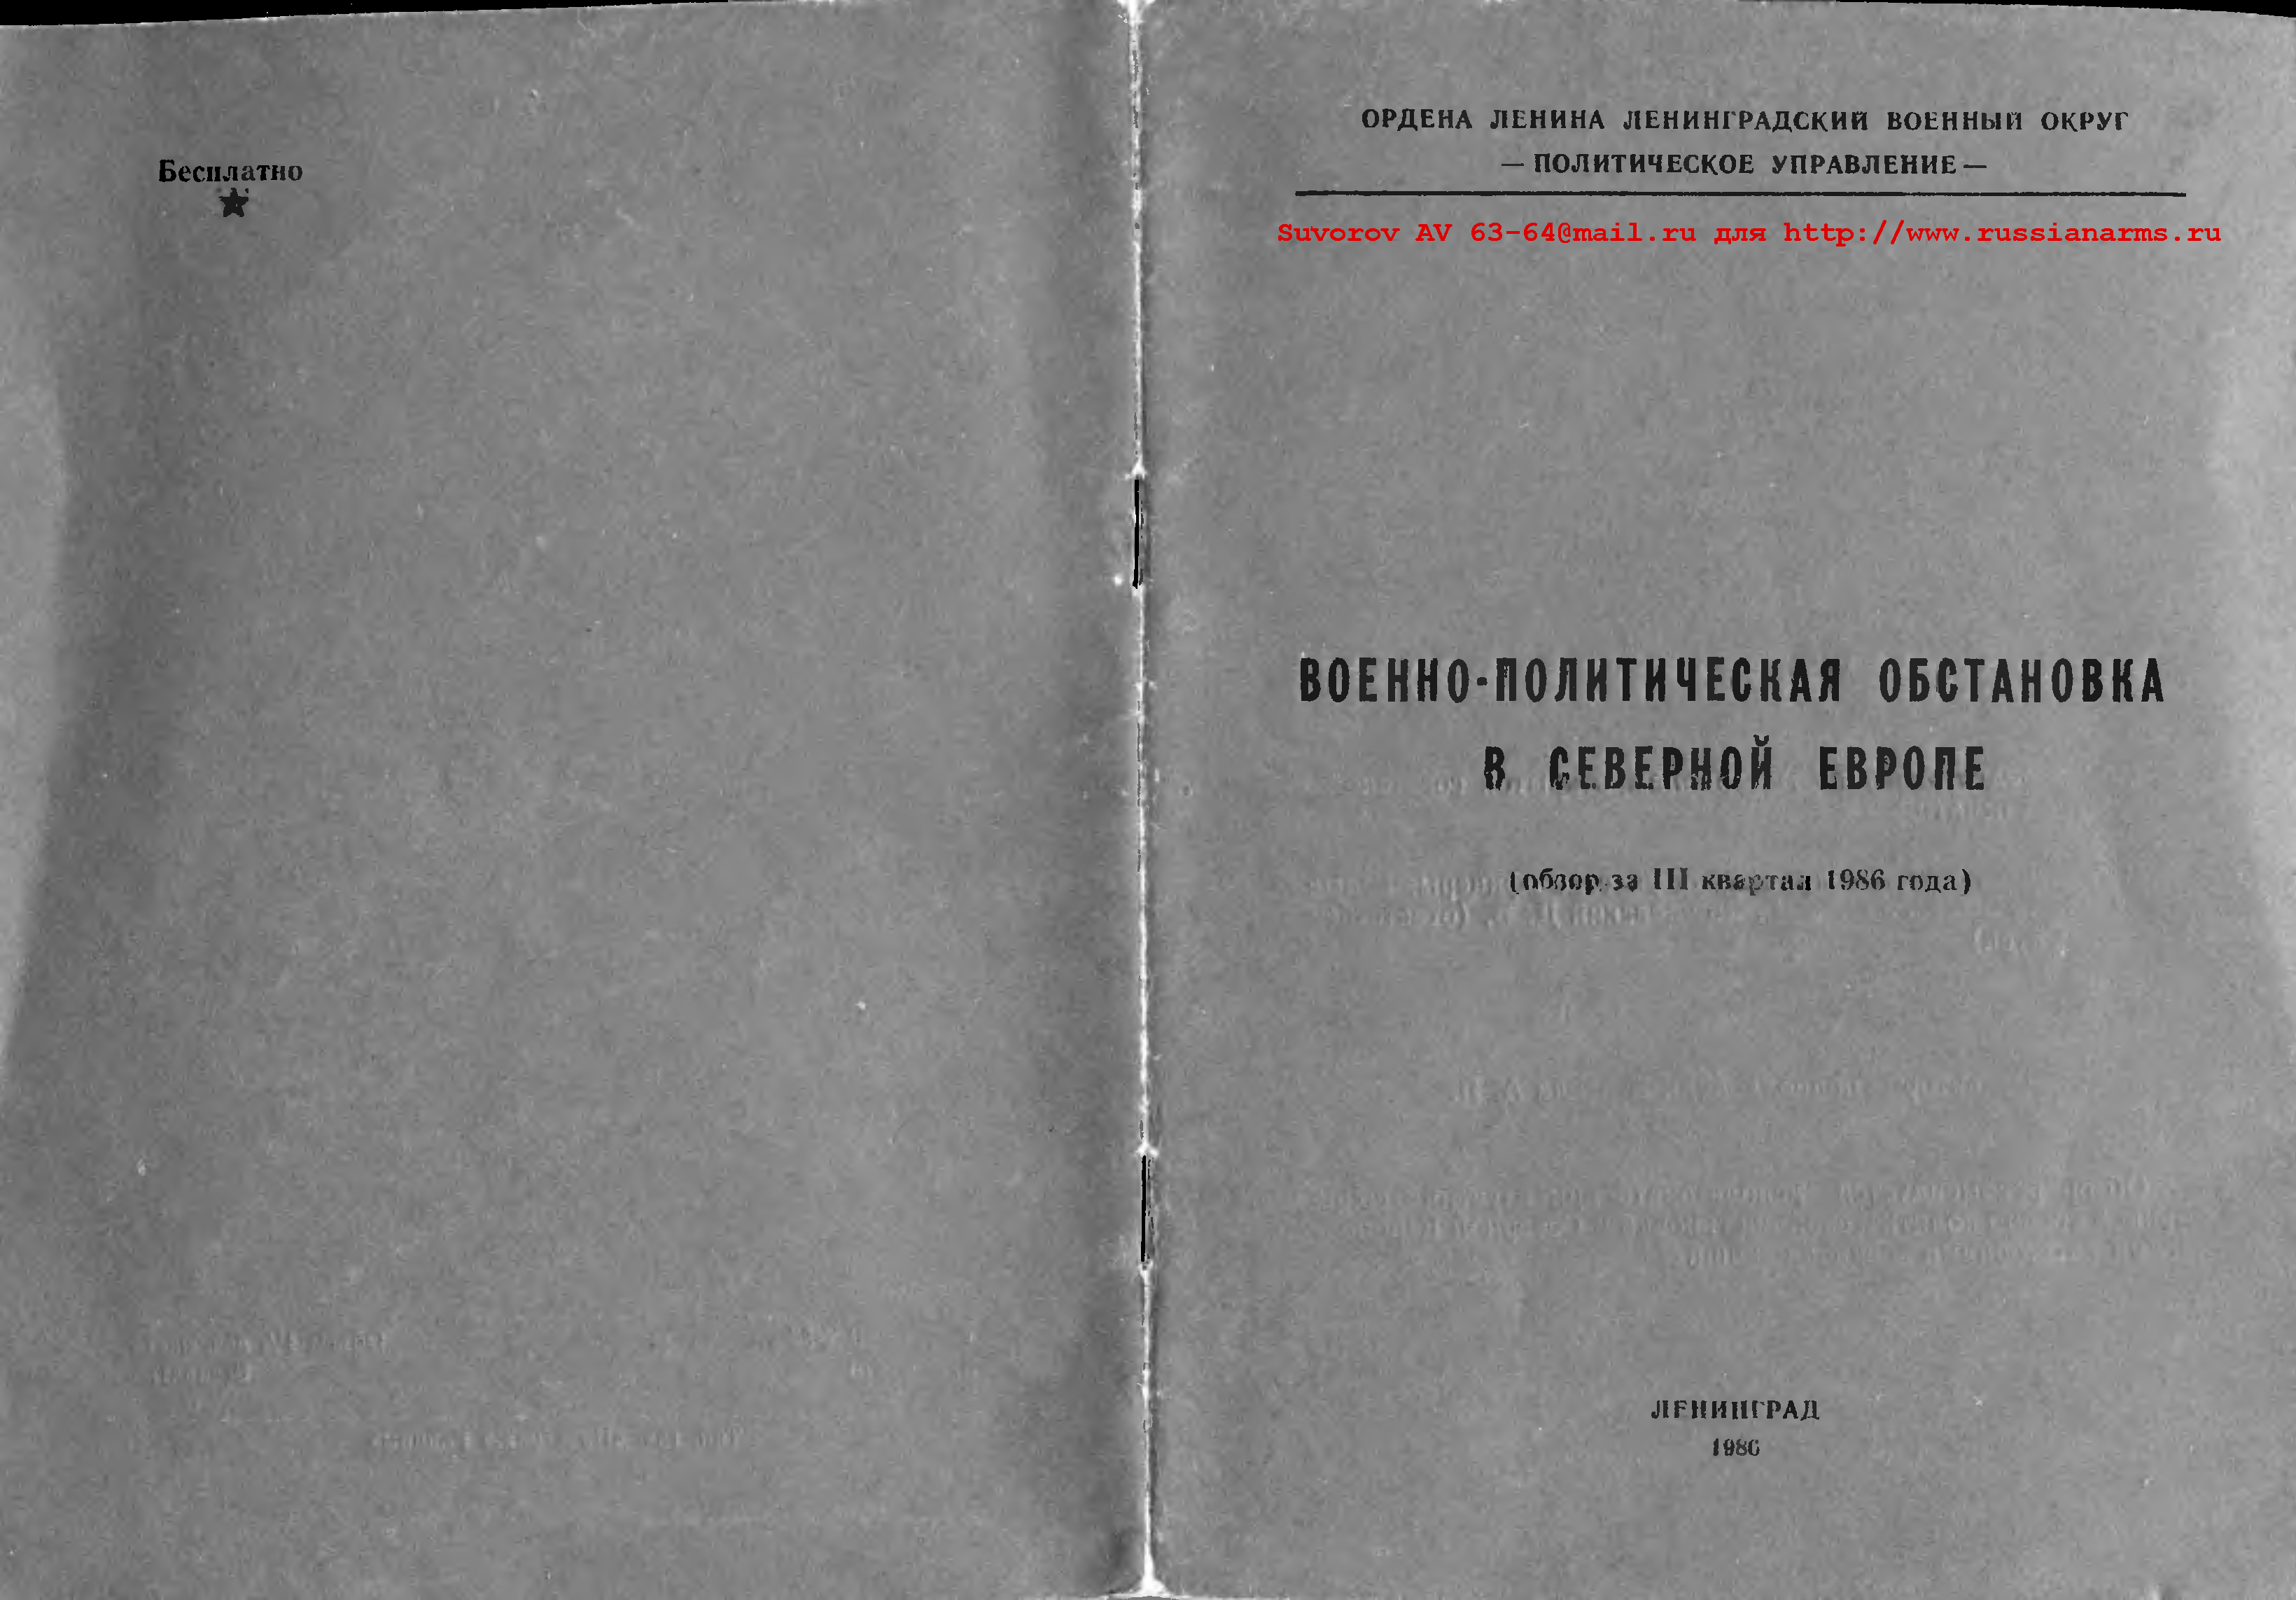 Бесплатно
ОРДЕНА ЛЕНИНА ЛЕНИНГРАДСКИЙ ВОЕННЫЙ ОКРУГ
— ПОЛИТИЧЕСКОЕ УПРАВЛЕНИЕ —
Suvorov AV 63-64@mail.ru для http://www.russianarms.ru
ВОЕННО-ПОЛИТИЧЕСКАЯ ОБСТАНОВКА
В СЕВЕРНОЙ ЕВРОПЕ
(обзор за III квартал 1986 года)
ЛЕНИНГРАД
1986